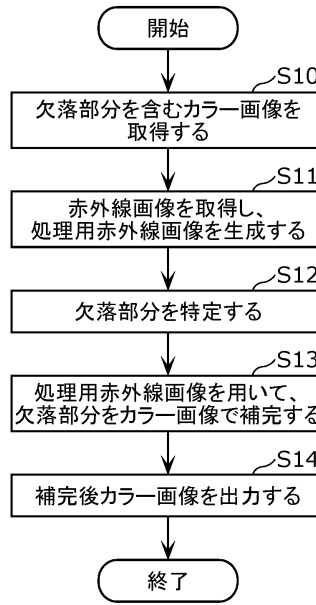 開始
S10
欠落部分を含むカラー画像を
取得する
S11
赤外線画像を取得し、
処理用赤外線画像を生成する
S12
欠落部分を特定する
S13
処理用赤外線画像を用いて、
欠落部分をカラー画像で補完する
S14
補完後カラー画像を出力する
終了